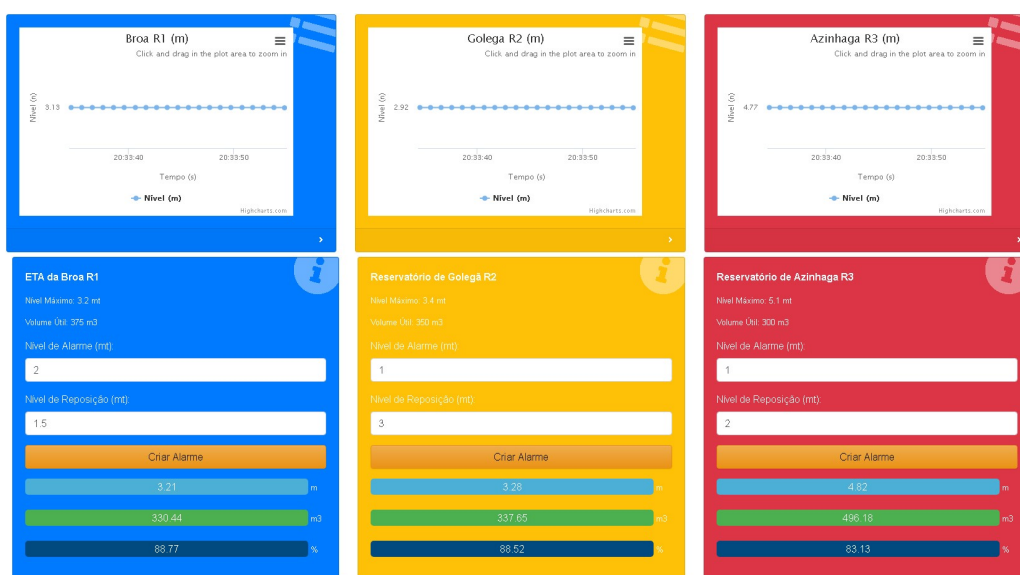 Broa R1 (m)
Click and drag in the plot area to zoom in
Nível (n)
3.13
20:33:40
20:33:50
Tempo (s)
Nível (m)
Highcharts.com
Golega R2 (m)
Click and drag in the plot area to zoom in
Nível (n)
2.92
20:33:40
20:33:50
Tempo (s)
Nível (m)
Highcharts.com
Azinhaga R3 (m)
Click and drag in the plot area to zoom in
Nível (n)
4.77
20:33:40
20:33:50
Tempo (s)
Nível (m)
Highcharts.com
ETA da Broa R1
Nível Máximo: 3.2 mt
Volume Útil: 375 m3
Nível de Alarme (mt):
2
Nível de Reposição (mt):
1.5
Criar Alarme
3.21 m
330.44 m3
88.77 %
Reservatório de Golegã R2
Nível Máximo: 3.4 mt
Volume Útil: 350 m3
Nível de Alarme (mt):
1
Nível de Reposição (mt):
3
Criar Alarme
3.28 m
337.65 m3
88.52 %
Reservatório de Azinhaga R3
Nível Máximo: 5.1 mt
Volume Útil: 300 m3
Nível de Alarme (mt):
1
Nível de Reposição (mt):
2
Criar Alarme
4.82 m
496.18 m3
83.13 %